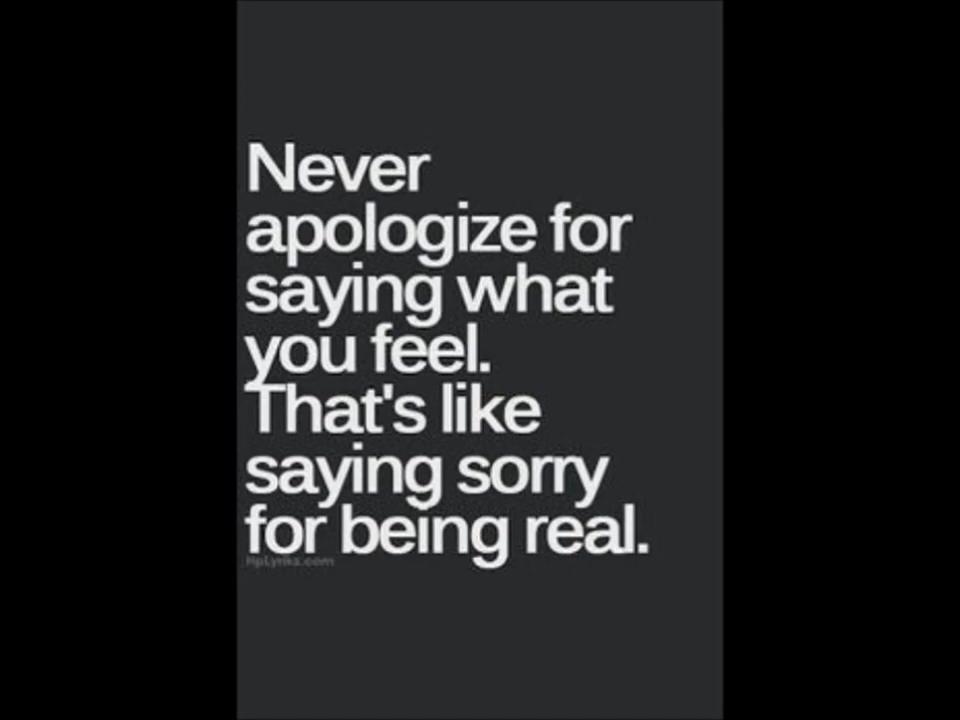 Never
apologize for
saying what
you feel.
That's like
saying sorry
for being real.